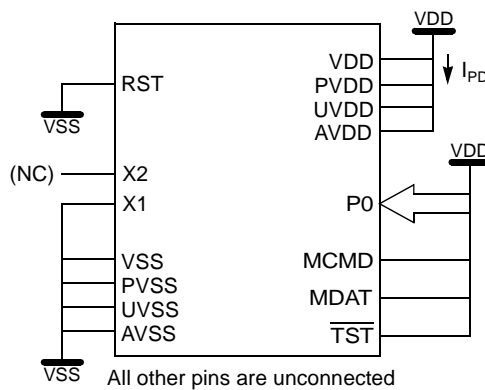 VDD
VDD
I_PD
RST
PVDD
UVDD
VSS
AVDD
VDD
(NC)
X2
X1
P0
VSS
MCMD
PVSS
UVSS
MDAT
AVSS
TST
VSS
All other pins are unconnected